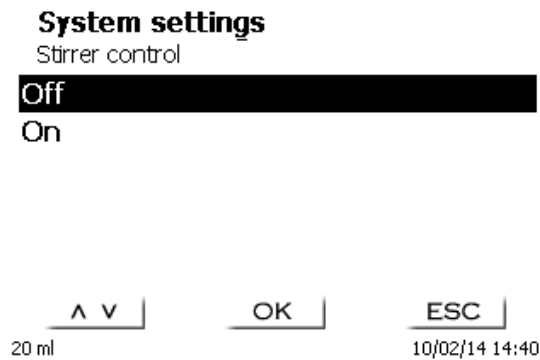 System settings
Stirrer control
Off
On
∧ ∨ OK ESC
20 ml 10/02/14 14:40